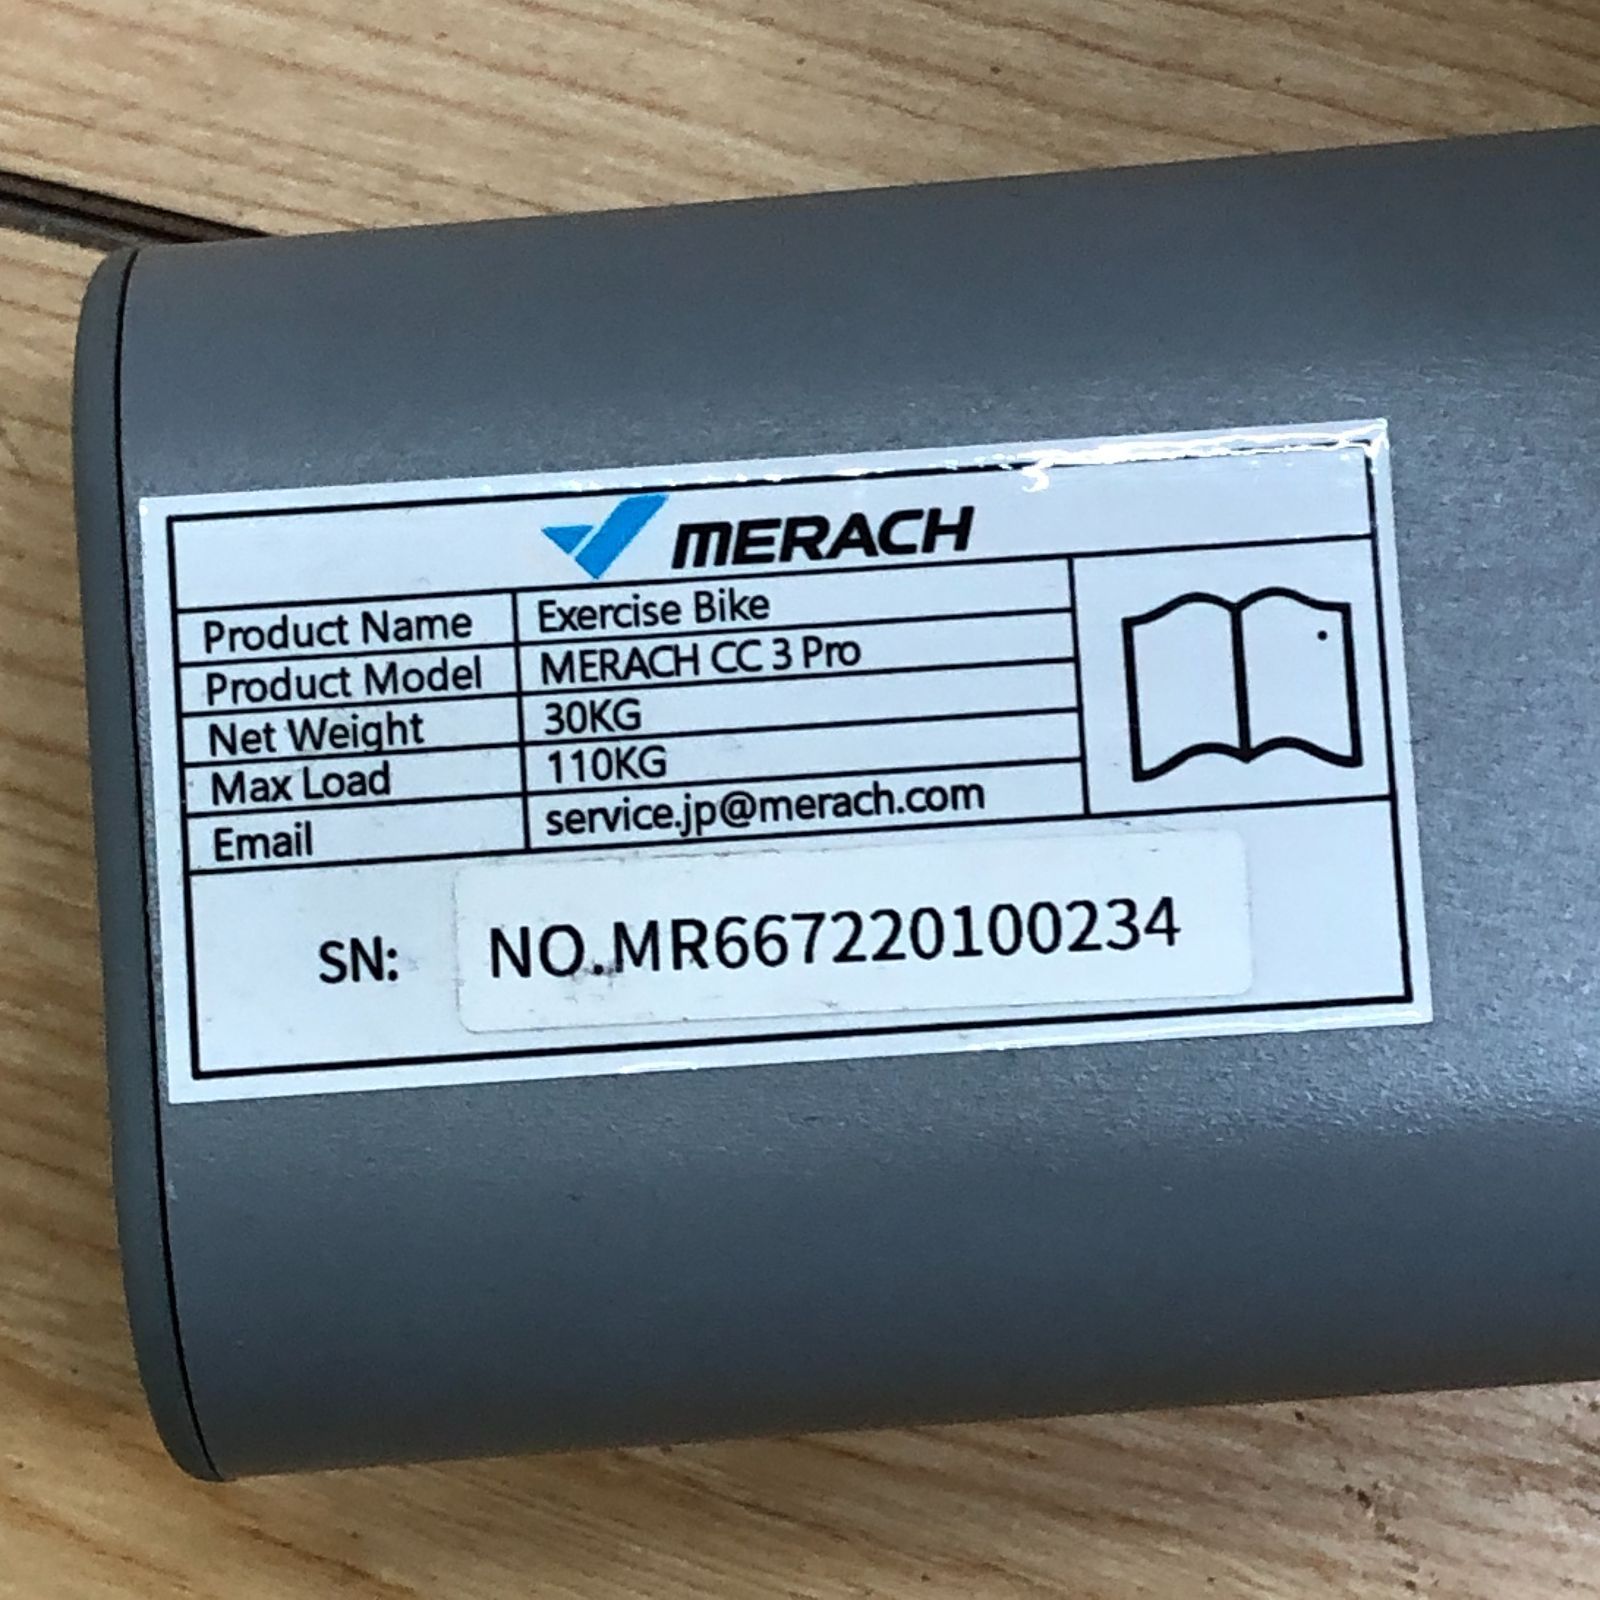 MERACH
Product Name Exercise Bike
Product Model MERACH CC 3 Pro
Net Weight 30KG
Max Load 110KG
Email service.jp@merach.com
SN: NO.MR667220100234